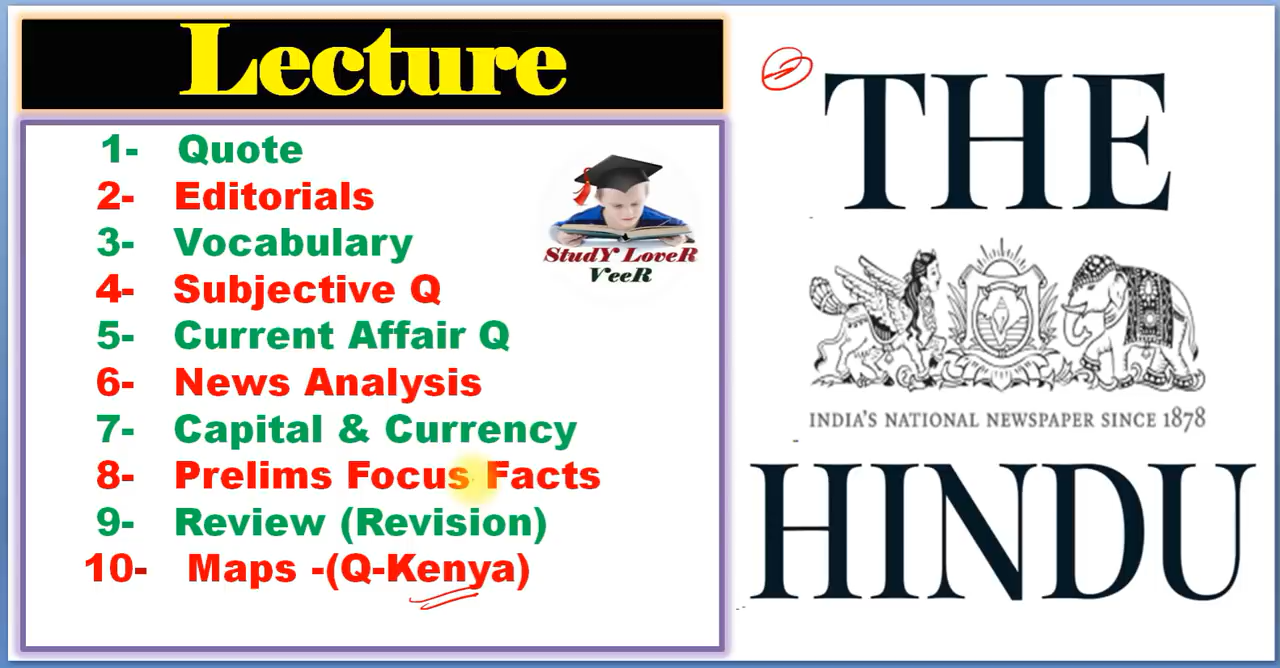 Lecture
1- Quote
2- Editorials
3- Vocabulary
4- Subjective Q
5- Current Affair Q
6- News Analysis
7- Capital & Currency
8- Prelims Focus Facts
9- Review (Revision)
10- Maps -(Q-Kenya)
StudY LoveR
VeeR
THE
INDIA'S NATIONAL NEWSPAPER SINCE 1878
HINDU